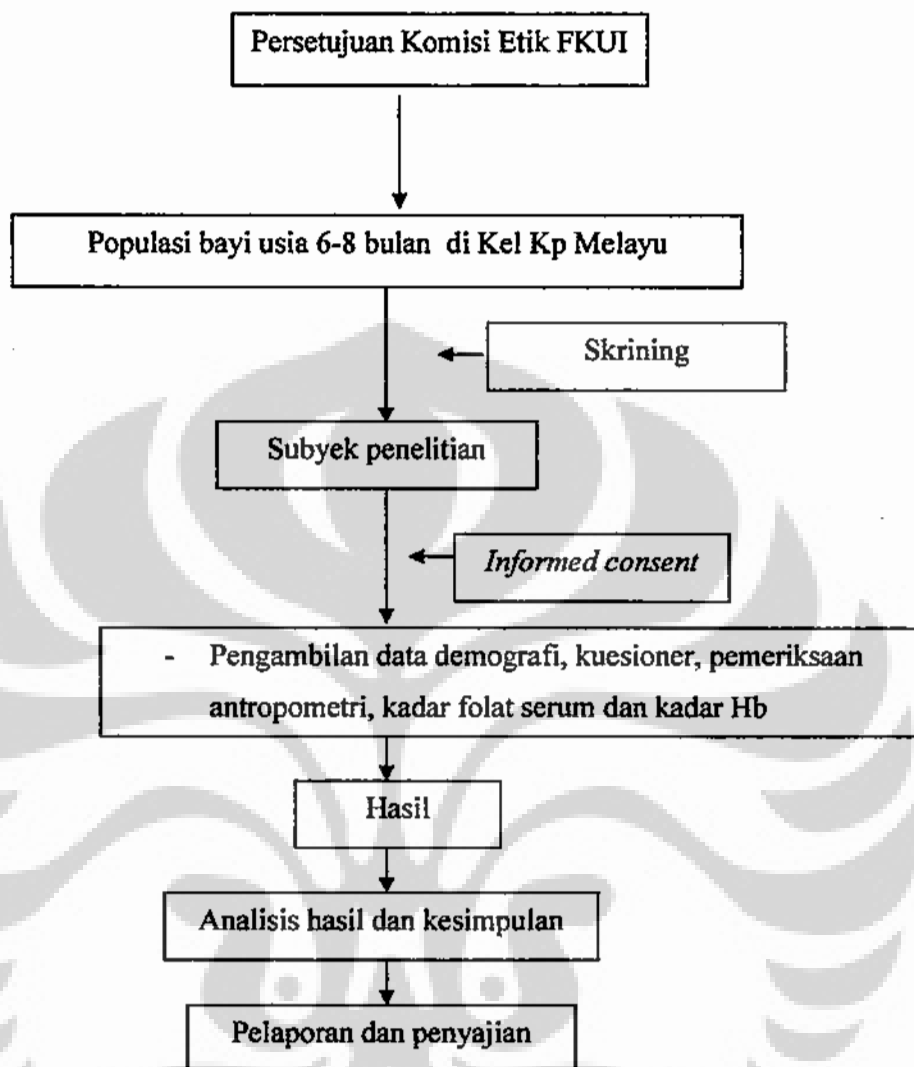 Persetujuan Komisi Etik FKUI
Populasi bayi usia 6-8 bulan di Kel Kp Melayu
Skrining
Subyek penelitian
Informed consent
- Pengambilan data demografi, kuesioner, pemeriksaan
antropometri, kadar folat serum dan kadar Hb
Hasil
Analisis hasil dan kesimpulan
Pelaporan dan penyajian